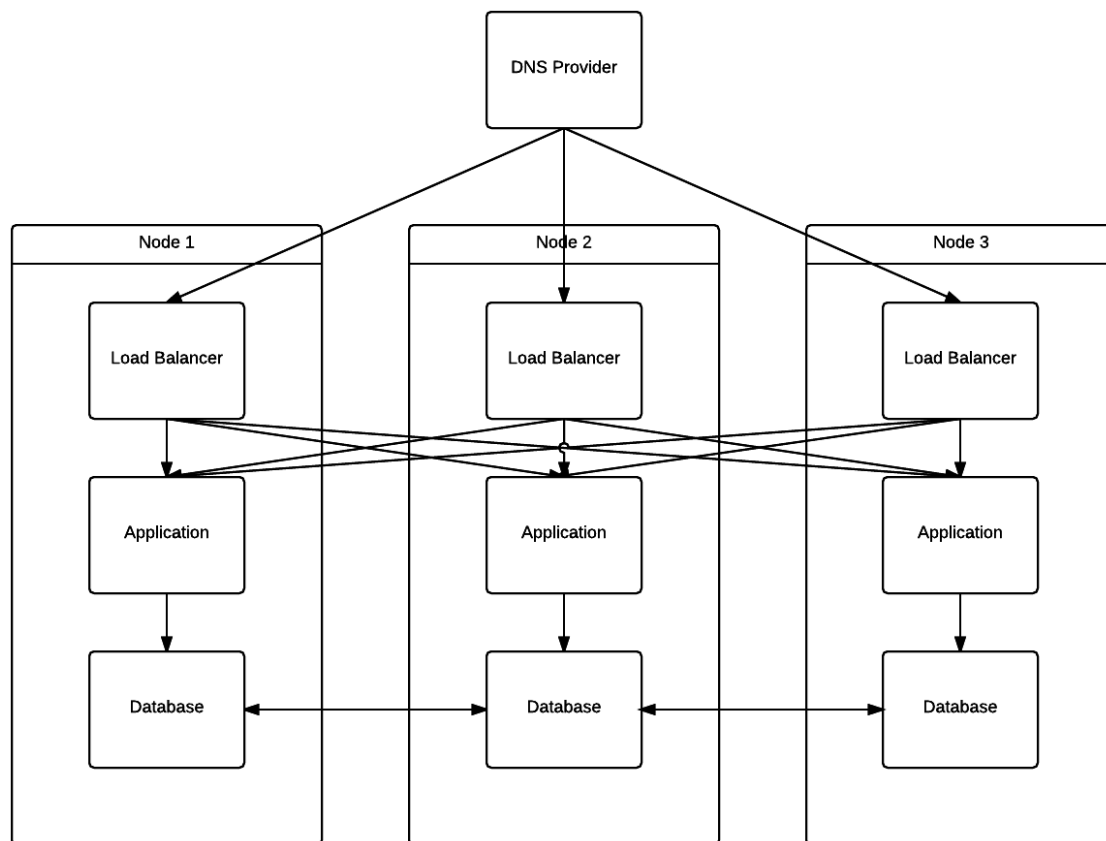 DNS Provider
Node 1
Node 2
Node 3
Load Balancer
Load Balancer
Load Balancer
Application
Application
Application
Database
Database
Database